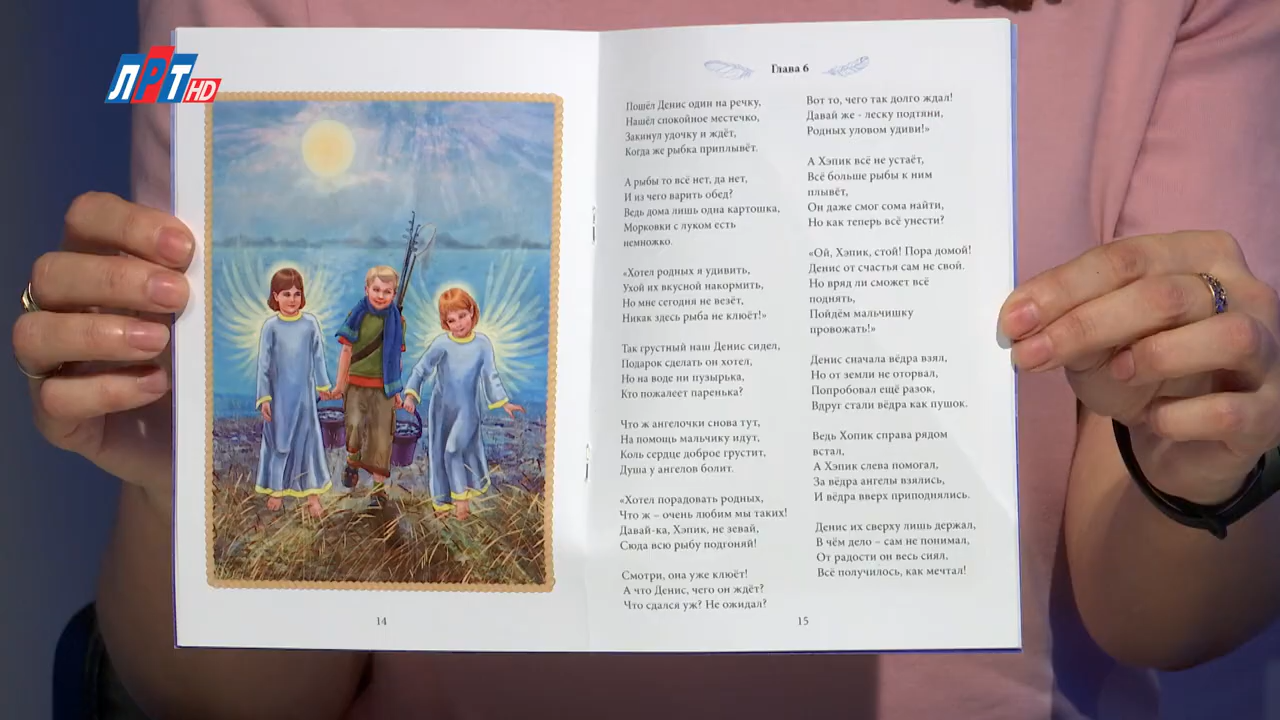 ЛРТ HD
14
Глава 6
Пошёл Денис один на речку,
Нашёл спокойное местечко,
Закинул удочку и ждёт,
Когда же рыбка приплывёт.
А рыбы то всё нет, да нет,
И из чего варить обед?
Ведь дома лишь одна картошка,
Морковки с луком есть
немножко.
«Хотел родных я удивить,
Ухой их вкусной накормить,
Но мне сегодня не везёт,
Никак здесь рыба не клюёт!»
Так грустный наш Денис сидел,
Подарок сделать он хотел,
Но на воде ни пузырька,
Кто пожалеет паренька?
Что ж ангелочки снова тут,
На помощь мальчику идут,
Коль сердце доброе грустит,
Душа у ангелов болит.
«Хотел порадовать родных,
Что ж – очень любим мы таких!
Давай-ка, Хэпик, не зевай,
Сюда всю рыбу подгоняй!
Смотри, она уже клюёт!
А что Денис, чего он ждёт?
Что сдался уж? Не ожидал?
Вот то, чего так долго ждал!
Давай же - леску подтяни,
Родных уловом удиви!»
А Хэпик всё не устаёт,
Всё больше рыбы к ним
плывёт,
Он даже смог сома найти,
Но как теперь всё унести?
«Ой, Хэпик, стой! Пора домой!
Денис от счастья сам не свой.
Но вряд ли сможет всё
поднять,
Пойдём мальчишку
провожать!»
Денис сначала вёдра взял,
Но от земли не оторвал,
Попробовал ещё разок,
Вдруг стали вёдра как пушок.
Ведь Хопик справа рядом
встал,
А Хэпик слева помогал,
За вёдра ангелы взялись,
И вёдра вверх приподнялись.
Денис их сверху лишь держал,
В чём дело – сам не понимал,
От радости он весь сиял,
Всё получилось, как мечтал!
15